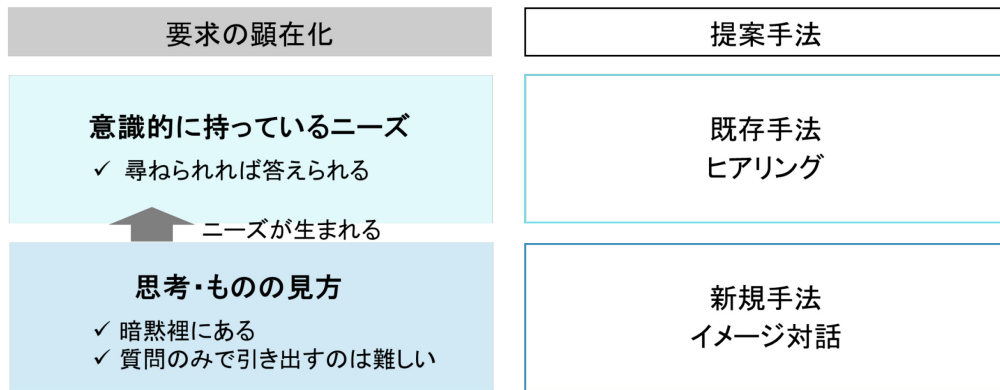 要求の顕在化
提案手法
意識的に持っているニーズ
✓ 尋ねられれば答えられる
既存手法
ヒアリング
ニーズが生まれる
思考・ものの見方
✓ 暗黙裡にある
✓ 質問のみで引き出すのは難しい
新規手法
イメージ対話